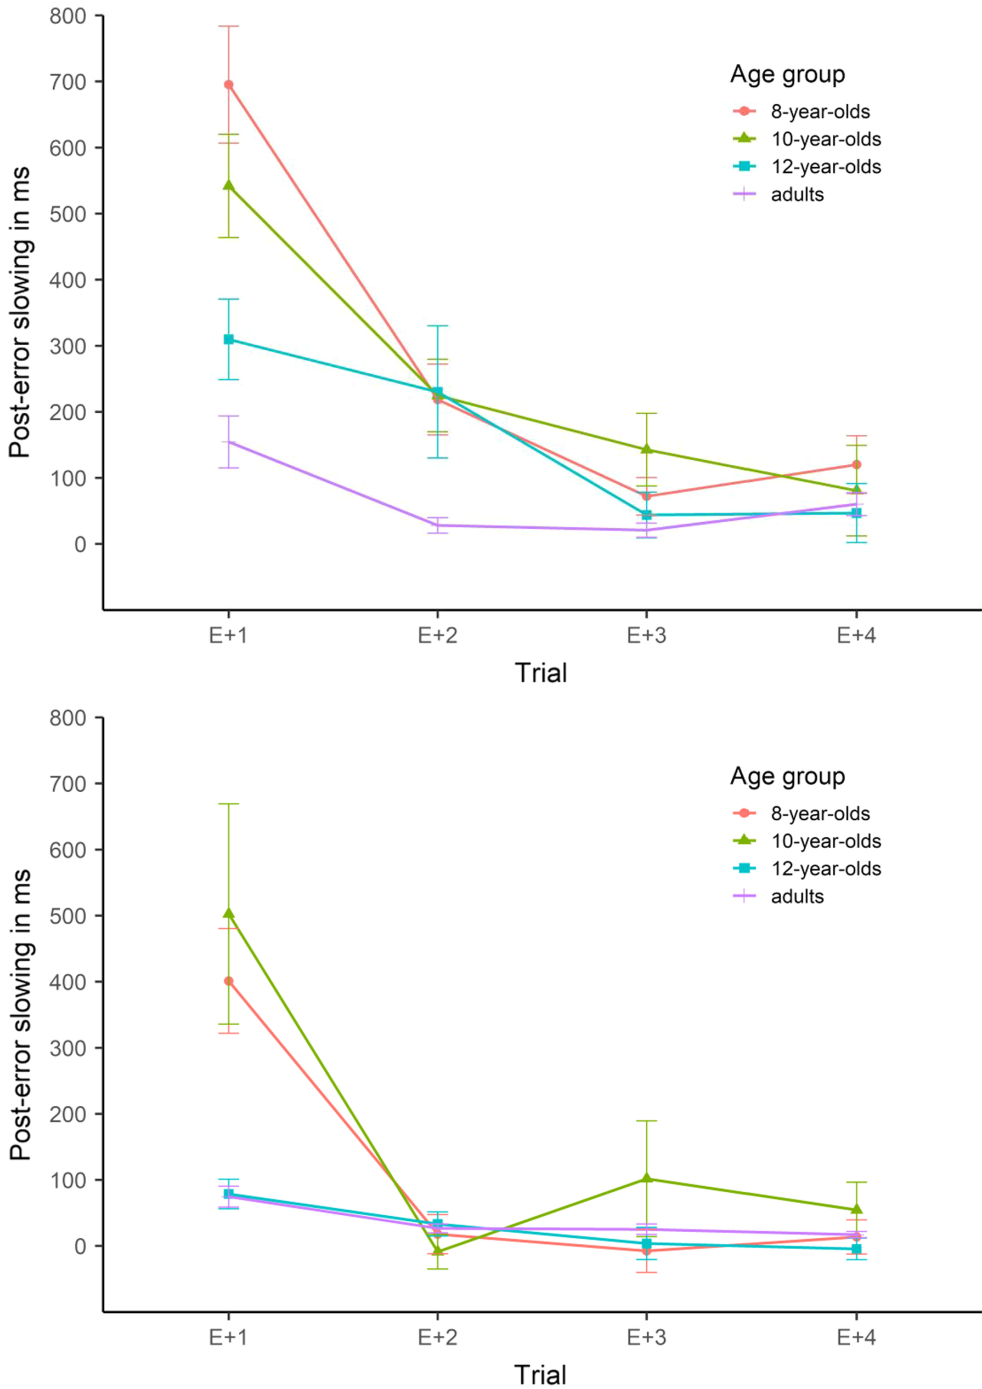 800
700
600
500
400
300
200
100
0
Post-error slowing in ms
Age group
8-year-olds
10-year-olds
12-year-olds
adults
E+1 E+2 E+3 E+4
Trial
800
700
600
500
400
300
200
100
0
Post-error slowing in ms
Age group
8-year-olds
10-year-olds
12-year-olds
adults
E+1 E+2 E+3 E+4
Trial